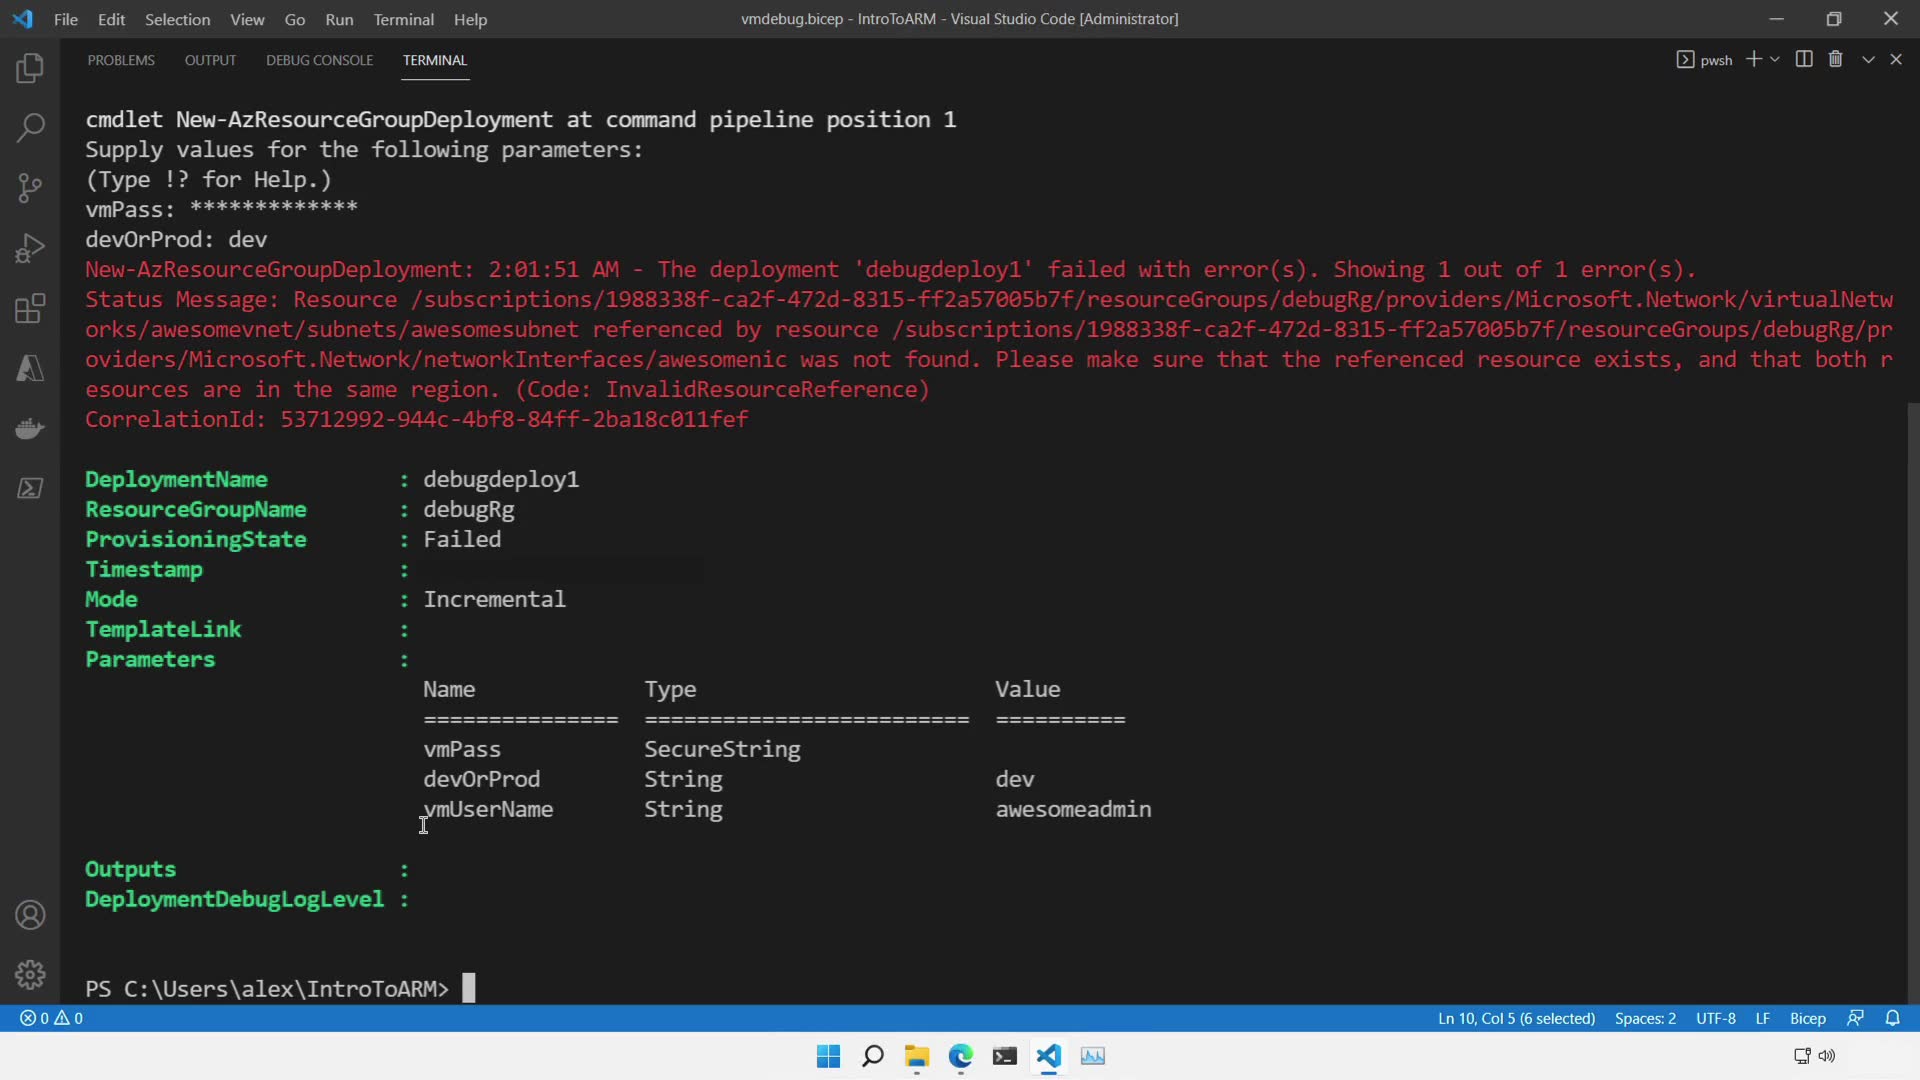 File Edit Selection View Go Run Terminal Help
vmdebug.bicep - IntroToARM - Visual Studio Code [Administrator]
PROBLEMS OUTPUT DEBUG CONSOLE TERMINAL
pwsh
cmdlet New-AzResourceGroupDeployment at command pipeline position 1
Supply values for the following parameters:
(Type !? for Help.)
vmPass: *************
devOrProd: dev
New-AzResourceGroupDeployment: 2:01:51 AM - The deployment 'debugdeploy1' failed with error(s). Showing 1 out of 1 error(s).
Status Message: Resource /subscriptions/1988338f-ca2f-472d-8315-ff2a57005b7f/resourceGroups/debugRg/providers/Microsoft.Network/virtualNetw
orks/awesomevnet/subnets/awesomesubnet referenced by resource /subscriptions/1988338f-ca2f-472d-8315-ff2a57005b7f/resourceGroups/debugRg/pr
oviders/Microsoft.Network/networkInterfaces/awesomenic was not found. Please make sure that the referenced resource exists, and that both r
esources are in the same region. (Code: InvalidResourceReference)
CorrelationId: 53712992-944c-4bf8-84ff-2ba18c011fef
DeploymentName : debugdeploy1
ResourceGroupName : debugRg
ProvisioningState : Failed
Timestamp :
Mode : Incremental
TemplateLink :
Parameters :
Name Type Value
=============== ========================= ==========
vmPass SecureString
devOrProd String dev
vmUserName String awesomeadmin
Outputs :
DeploymentDebugLogLevel :
PS C:\Users\alex\IntroToARM>
0 0
Ln 10, Col 5 (6 selected) Spaces: 2 UTF-8 LF Bicep